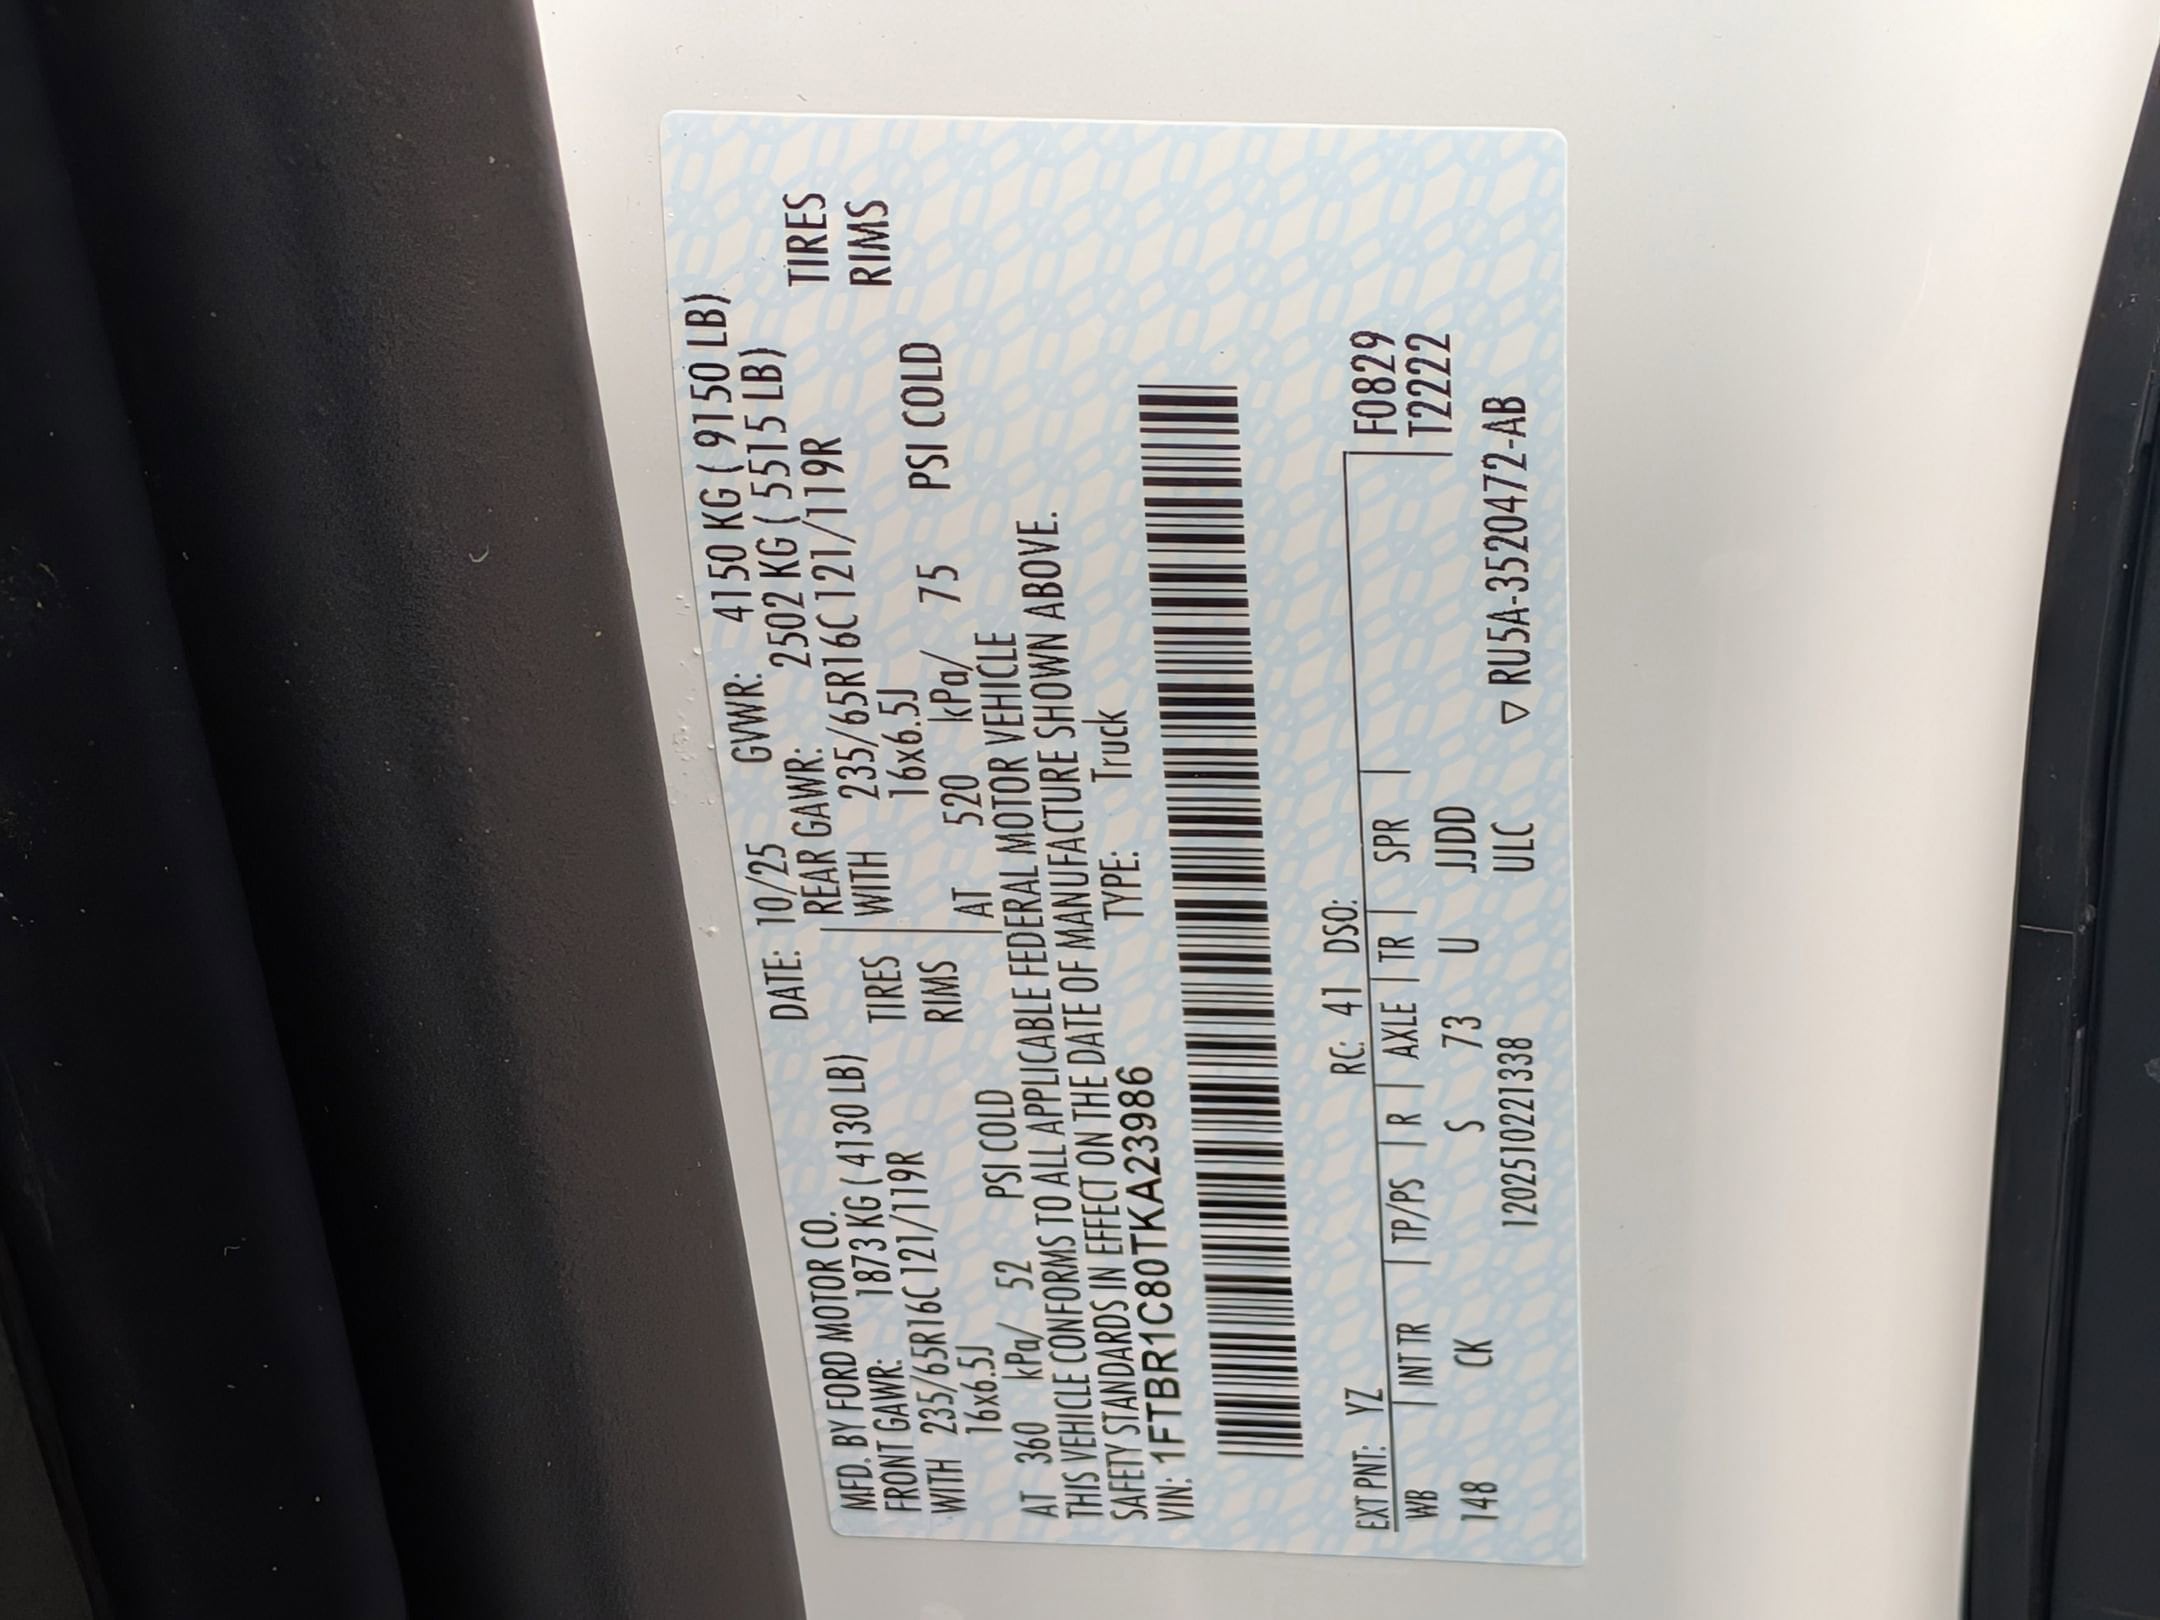 MFD. BY FORD MOTOR CO. DATE: 10/25 GVWR: 4150 KG ( 9150 LB)
FRONT GAWR: 1873 KG ( 4130 LB) REAR GAWR: 2502 KG ( 5515 LB)
WITH 235/65R16C 121/119R TIRES WITH 235/65R16C 121/119R TIRES
16x6.5J RIMS 16x6.5J RIMS
AT 360 kPa/ 52 PSI COLD AT 520 kPa/ 75 PSI COLD
THIS VEHICLE CONFORMS TO ALL APPLICABLE FEDERAL MOTOR VEHICLE
SAFETY STANDARDS IN EFFECT ON THE DATE OF MANUFACTURE SHOWN ABOVE.
VIN: 1FTBR1C80TKA23986 TYPE: Truck
EXT PNT: YZ RC: 41 DSO: F0829
WB | INT TR | TP/PS | R | AXLE | TR | SPR | T2222
148 CK S 73 U JJDD
120251022133​8 ULC ▽ RU5A-3520472-AB